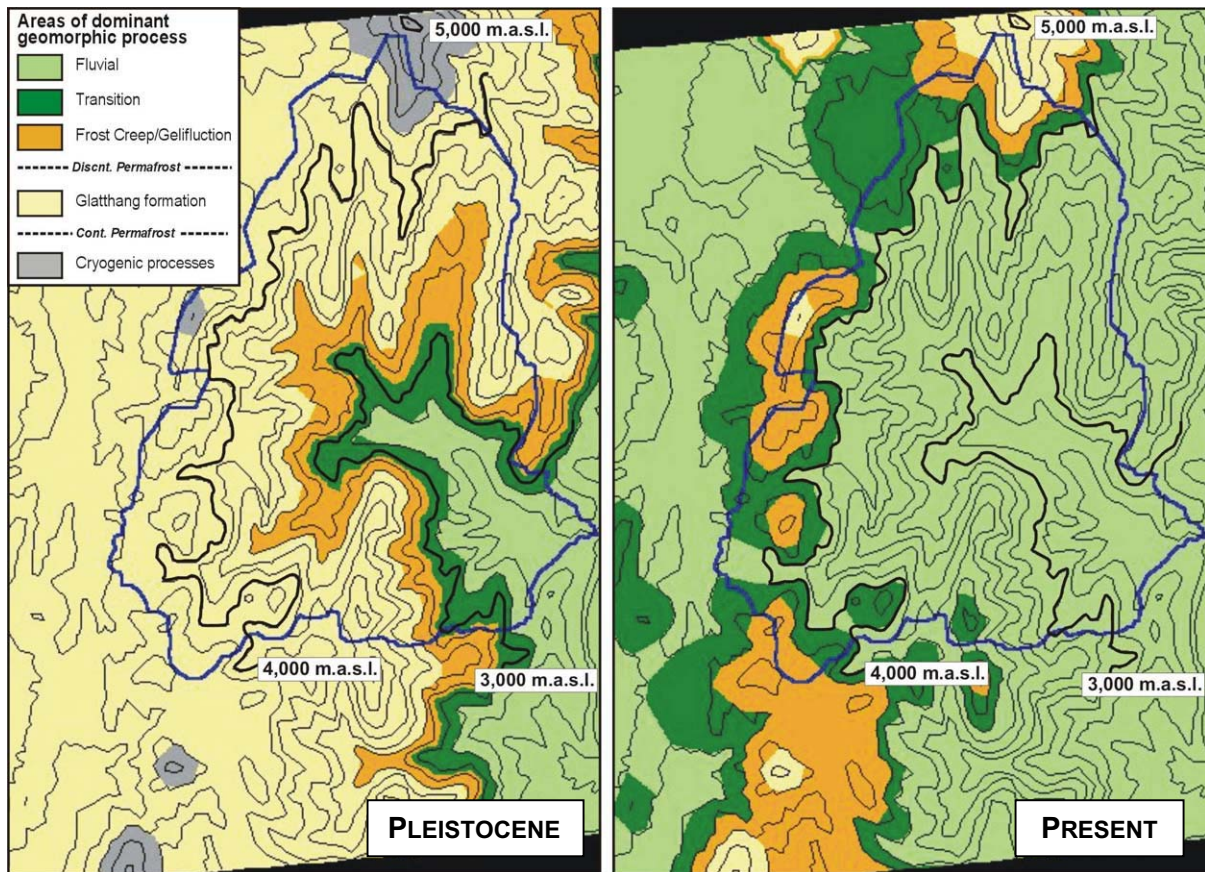 Areas of dominant
geomorphic process
Fluvial
Transition
Frost Creep/Gelifluction
Discnt. Permafrost
Glatthang formation
Cont. Permafrost
Cryogenic processes
5,000 m.a.s.l.
4,000 m.a.s.l.
3,000 m.a.s.l.
PLEISTOCENE
5,000 m.a.s.l.
4,000 m.a.s.l.
3,000 m.a.s.l.
PRESENT